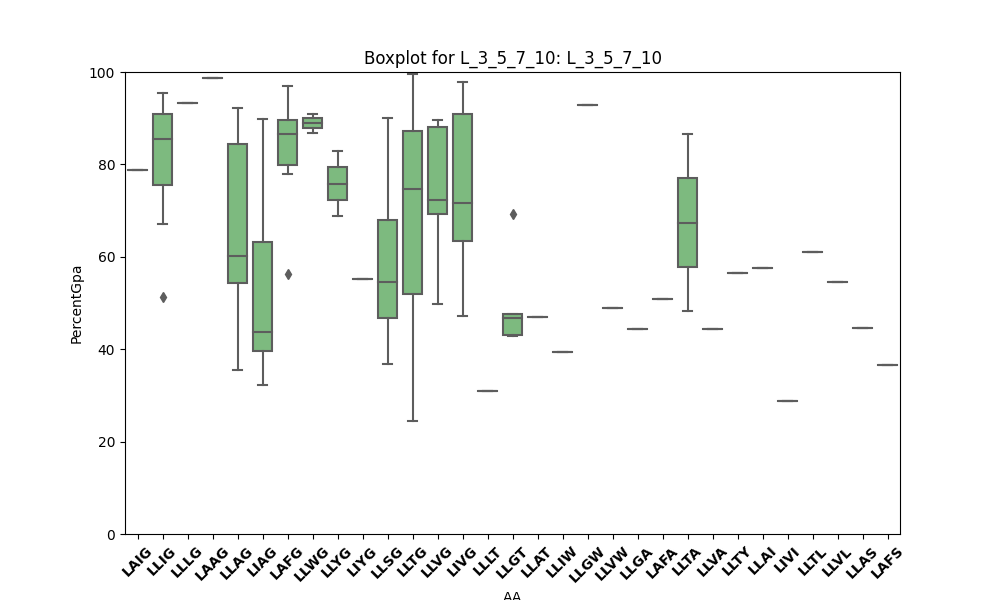 Boxplot for L_3_5_7_10: L_3_5_7_10
100
80
60
40
20
0
PercentGpa
LAIG LLIG LLLG LAAG LLAG LIAG LAFG LLWG LLYG LIYG LLSG LLTG LLVG LIVG LLLT LLGT LLAT LLIW LLGW LLVW LLGA LAFA LLTA LLVA LLTY LLAI LIVI LLTL LLVL LLAS LAFS
AA